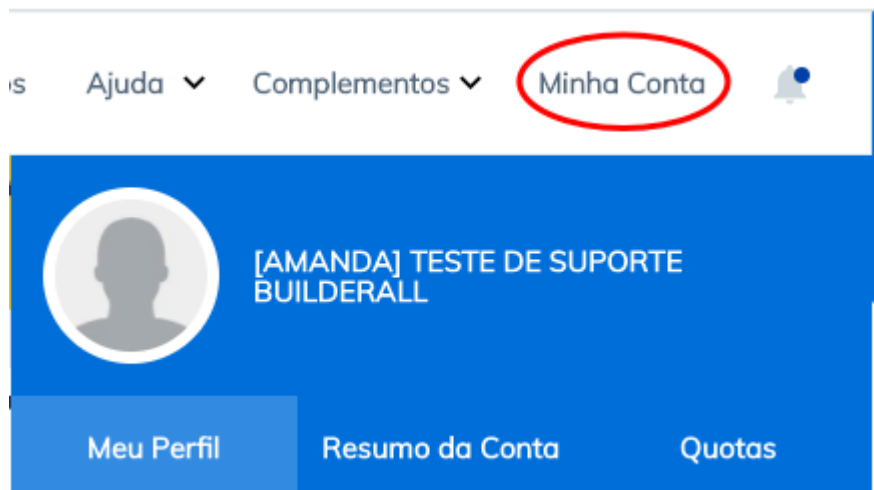 s Ajuda Complementos Minha Conta
[AMANDA] TESTE DE SUPORTE
BUILDERALL
Meu Perfil Resumo da Conta Quotas